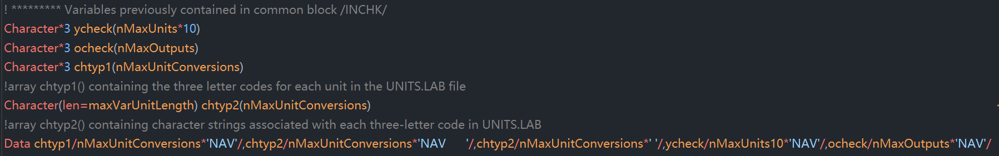 ! ********* Variables previously contained in common block /INCHK/
Character*3 ycheck(nMaxUnits*10)
Character*3 ocheck(nMaxOutputs)
Character*3 chtyp1(nMaxUnitConversions)
!array chtyp1() containing the three letter codes for each unit in the UNITS.LAB file
Character(len=maxVarUnitLength) chtyp2(nMaxUnitConversions)
!array chtyp2() containing character strings associated with each three-letter code in UNITS.LAB
Data chtyp1/nMaxUnitConversions*'NAV'/,chtyp2/nMaxUnitConversions*'NAV      '/,chtyp2/nMaxUnitConversions*' '/,ycheck/nMaxUnits10*'NAV'/,ocheck/nMaxOutputs*'NAV'/